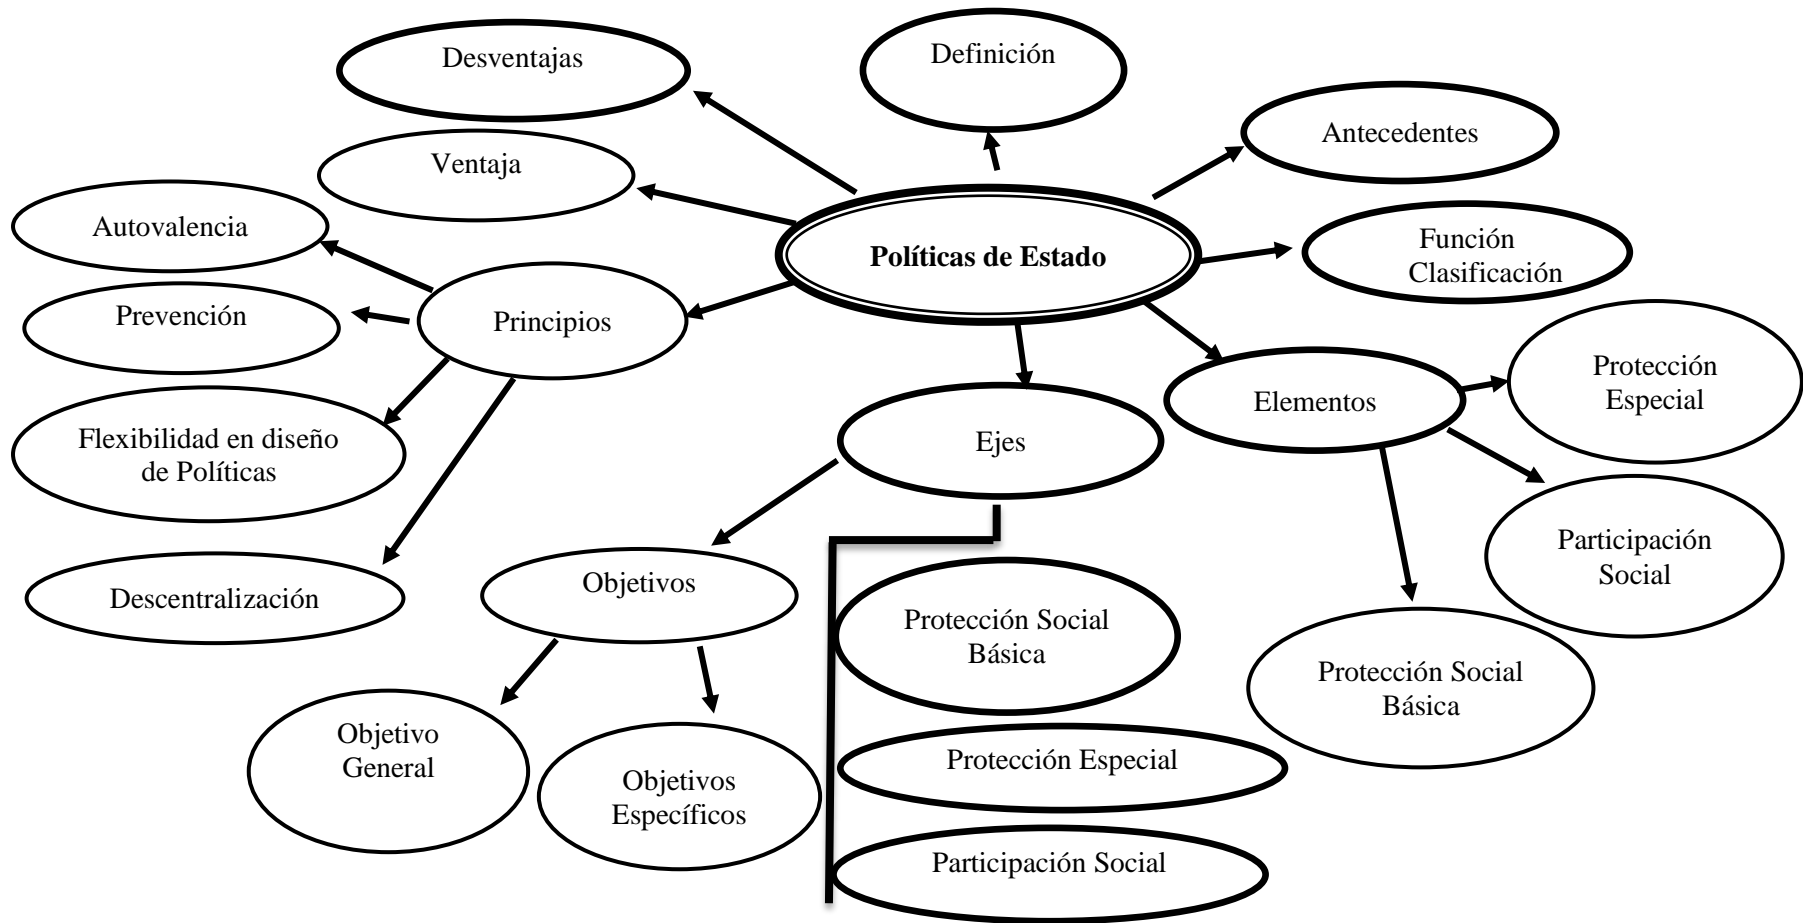 Desventajas
Definición
Antecedentes
Ventaja
Autovalencia
Políticas de Estado
Función
Clasificación
Prevención
Principios
Protección
Especial
Elementos
Flexibilidad en diseño
de Políticas
Ejes
Participación
Social
Descentralización
Objetivos
Protección Social
Básica
Protección Social
Básica
Objetivo
General
Objetivos
Específicos
Protección Especial
Participación Social